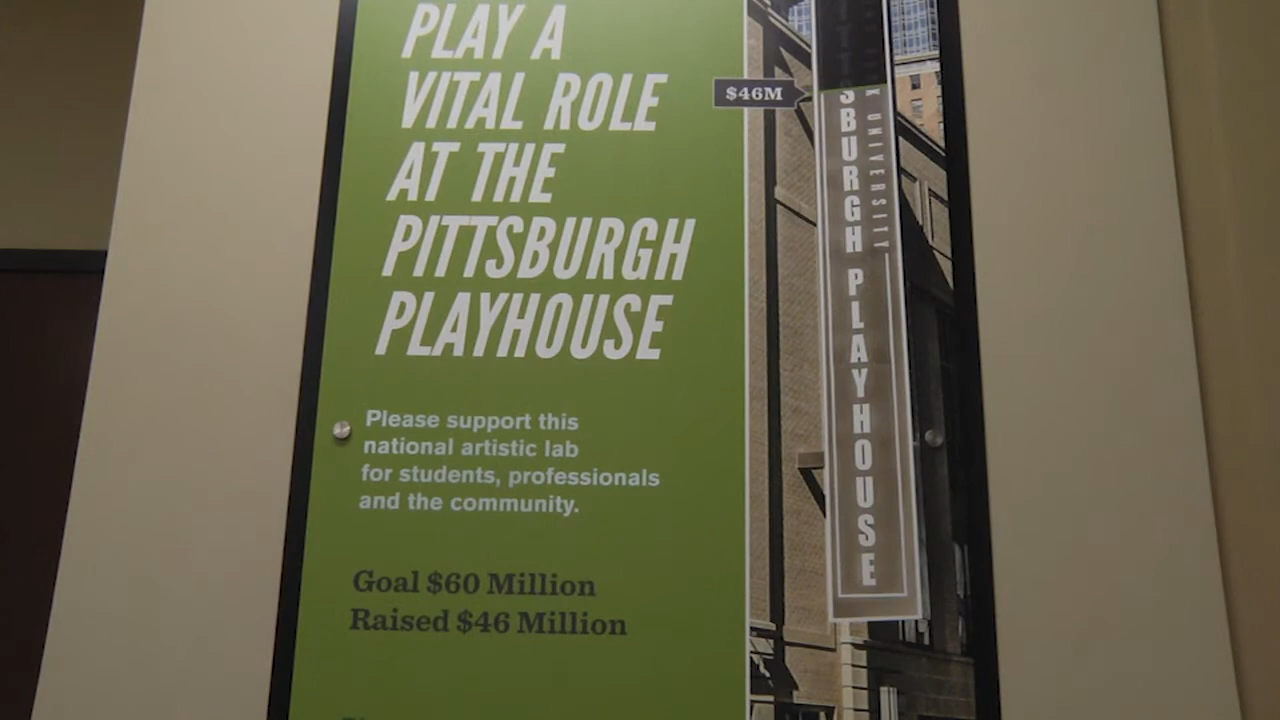 PLAY A
VITAL ROLE
AT THE
PITTSBURGH
PLAYHOUSE
Please support this
national artistic lab
for students, professionals
and the community.
Goal $60 Million
Raised $46 Million
$46M
UNIVERSITY
SBURGH PLAYHOUSE